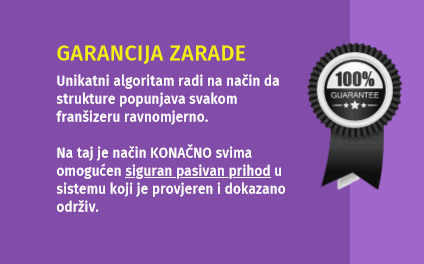 GARANCIJA ZARADE
Unikatni algoritam radi na način da
strukture popunjava svakom
franšizeru ravnomjerno.
Na taj je način KONAČNO svima
omogućen siguran pasivan prihod u
sistemu koji je provjeren i dokazano
održiv.
100%
GUARANTEE